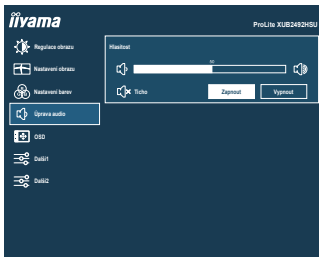 iiyama
ProLite XUB2492HSU
Regulace obrazu
Nastavení obrazu
Nastavení barev
Úprava audio
OSD
Další1
Další2
Hlasitost
50
Ticho
Zapnout
Vypnout